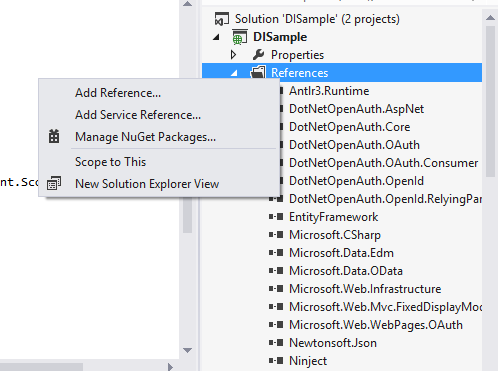 Solution 'DISample' (2 projects)
DISample
Properties
References
Add Reference...
Add Service Reference...
Manage NuGet Packages...
Scope to This
New Solution Explorer View
Antlr3.Runtime
DotNetOpenAuth.AspNet
DotNetOpenAuth.Core
DotNetOpenAuth.OAuth
DotNetOpenAuth.OAuth.Consumer
DotNetOpenAuth.OpenId
DotNetOpenAuth.OpenId.RelyingPar
EntityFramework
Microsoft.CSharp
Microsoft.Data.Edm
Microsoft.Data.OData
Microsoft.Web.Infrastructure
Microsoft.Web.Mvc.FixedDisplayMod
Microsoft.Web.WebPages.OAuth
Newtonsoft.Json
Ninject
nt.Sco